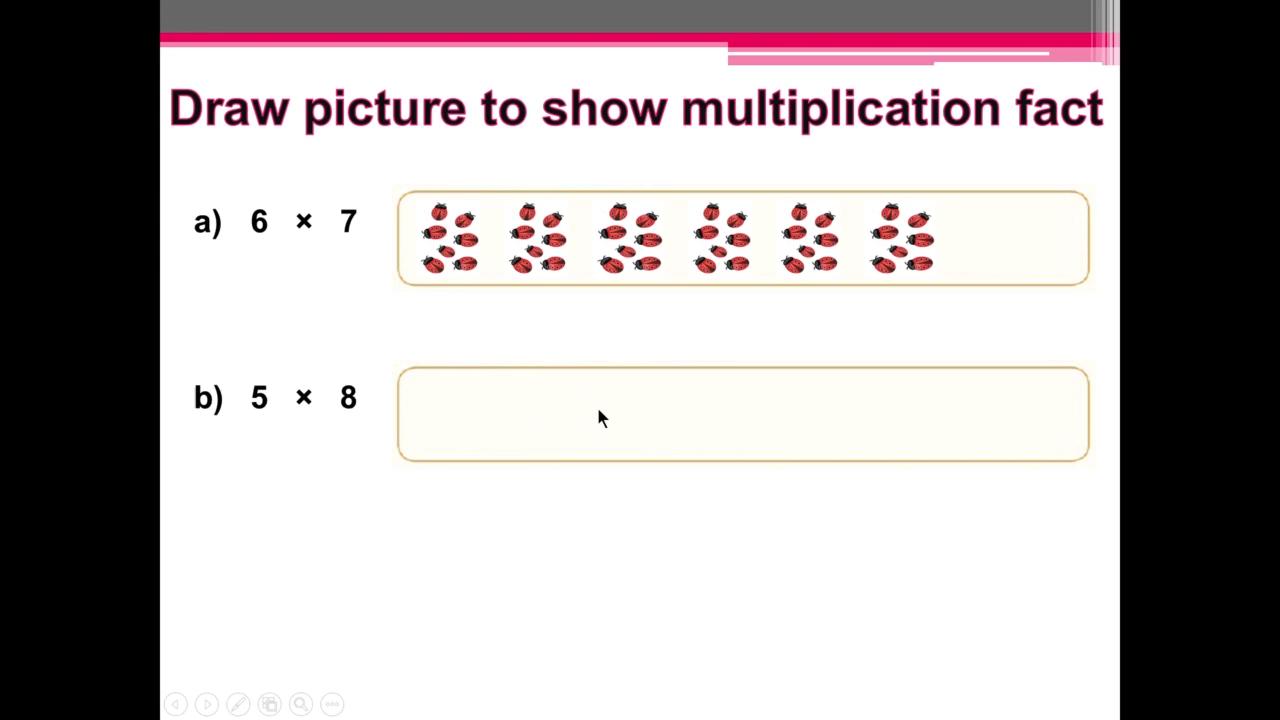 Draw picture to show multiplication fact
a) 6 × 7
b) 5 × 8